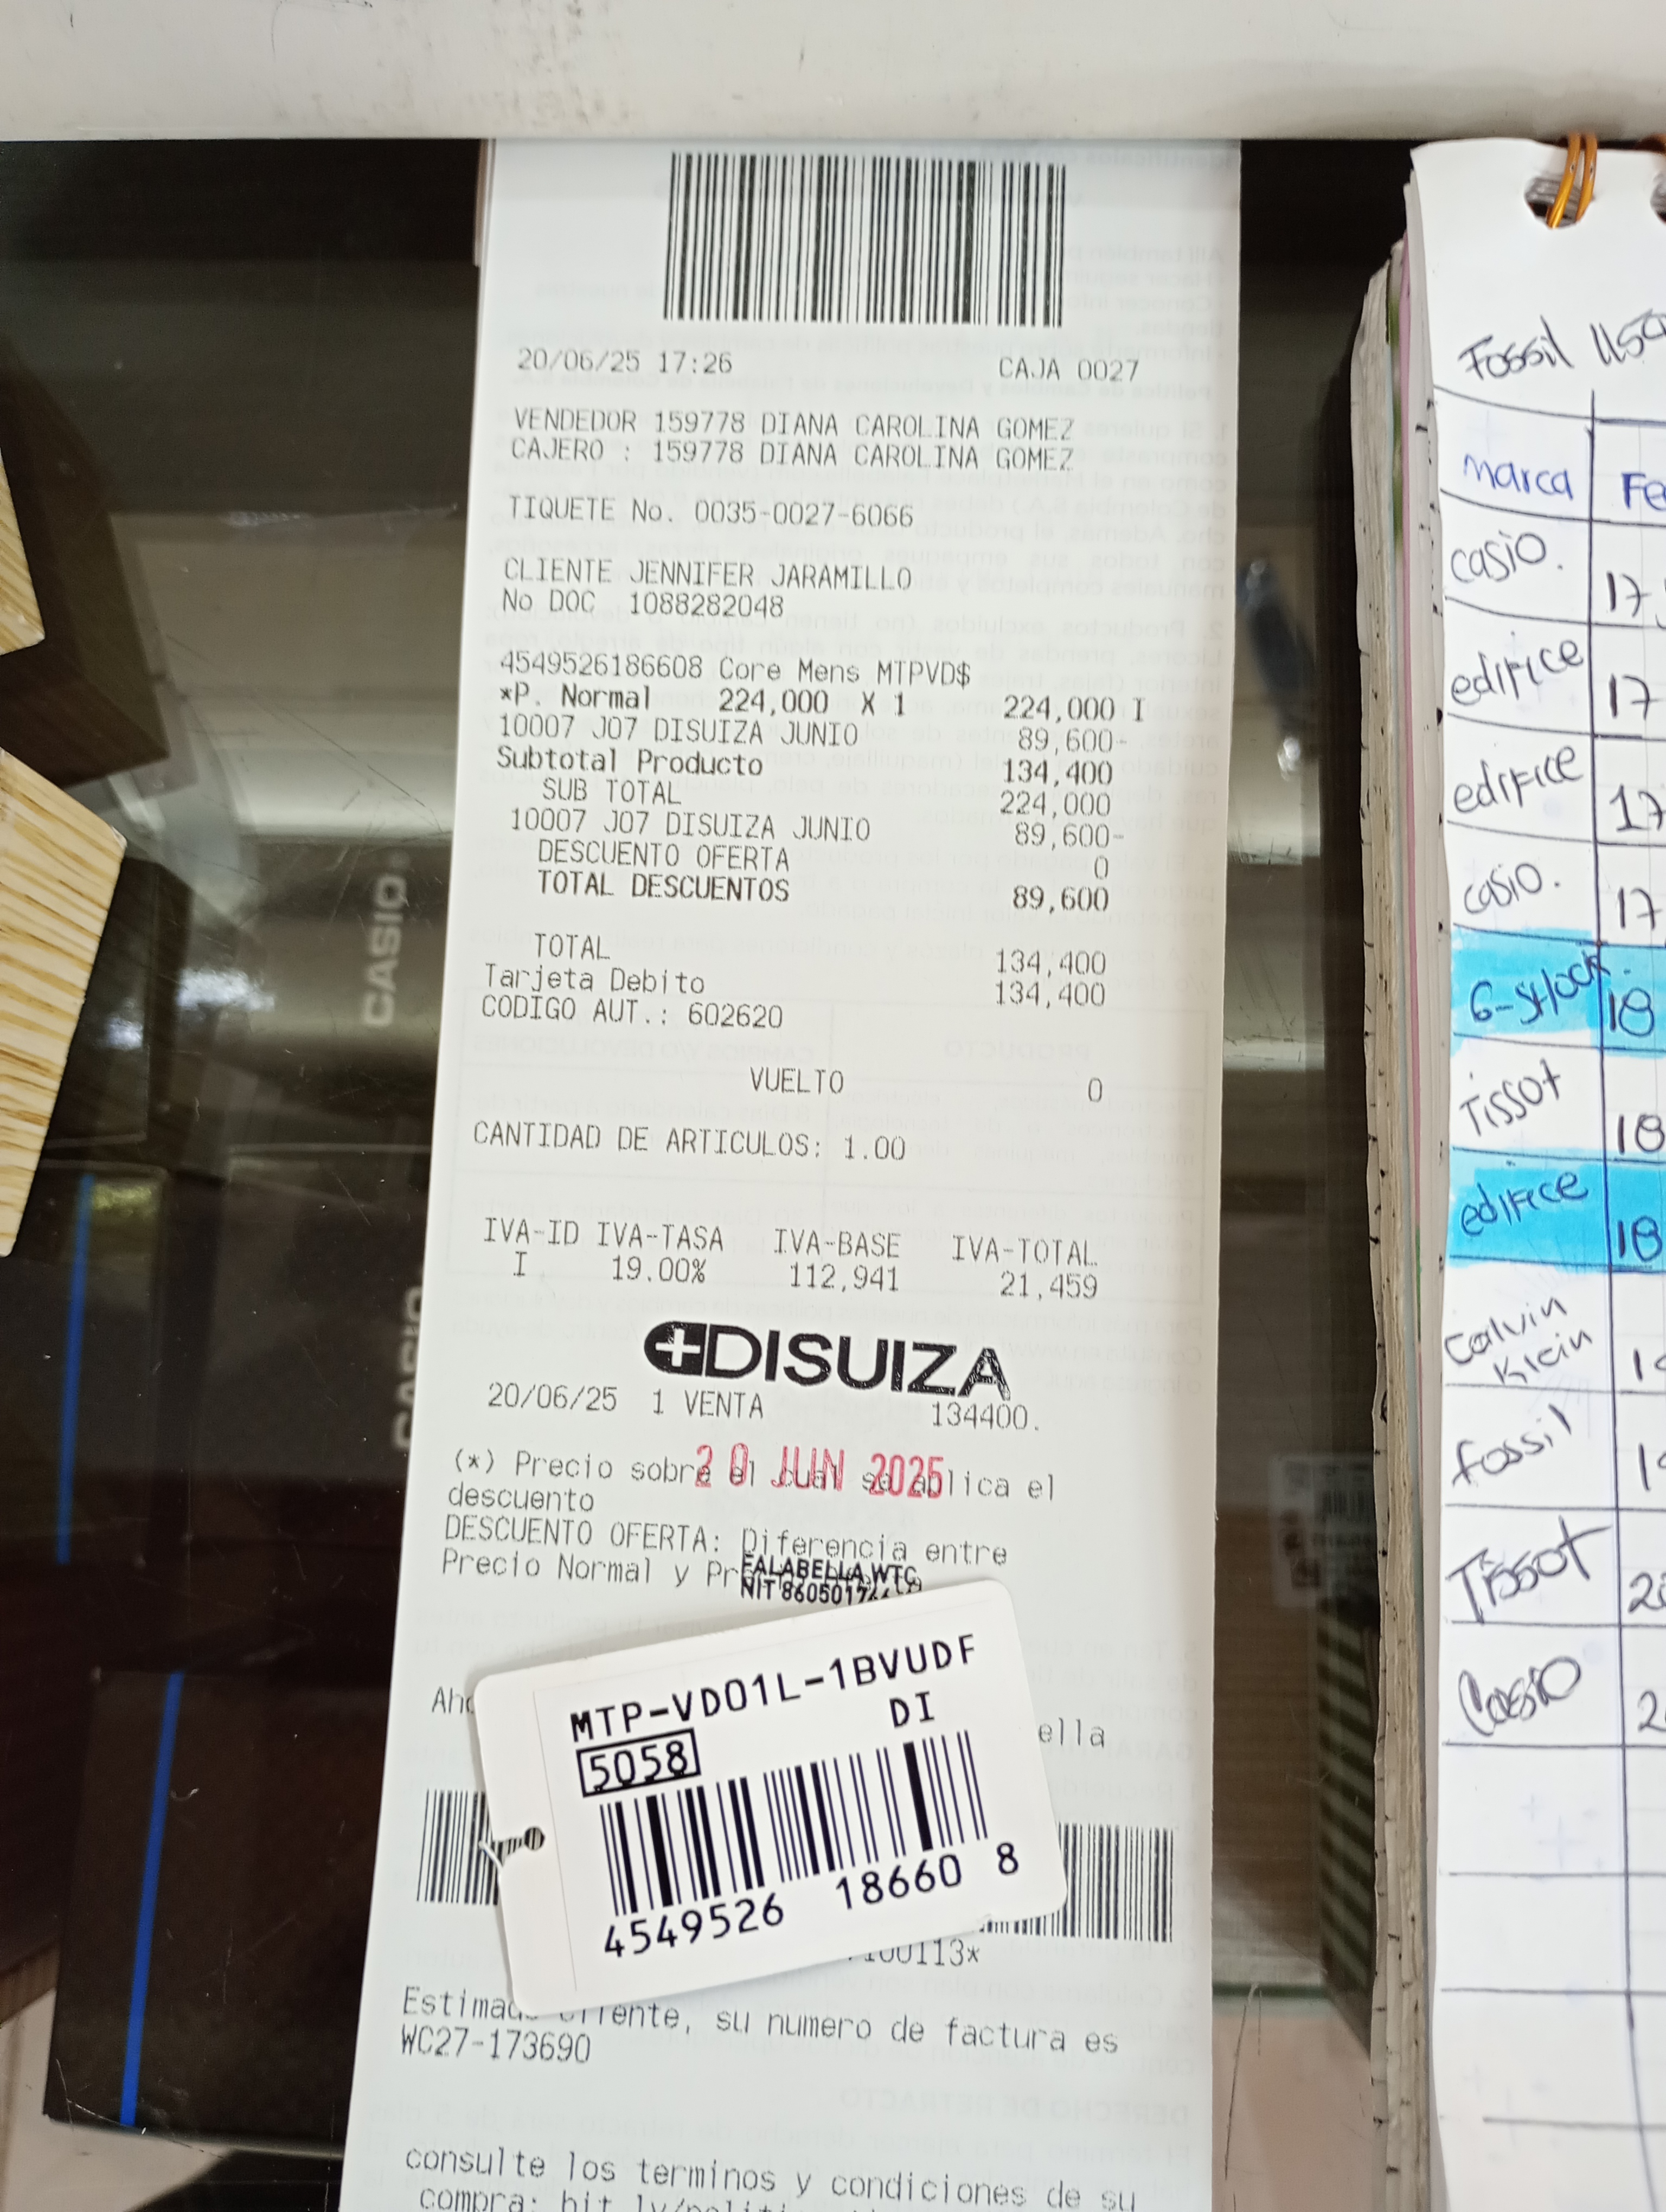 20/06/25 17:26 CAJA 0027
VENDEDOR 159778 DIANA CAROLINA GOMEZ
CAJERO : 159778 DIANA CAROLINA GOMEZ
TIQUETE No. 0035-0027-6066
CLIENTE JENNIFER JARAMILLO
No DOC 1088282048
4549526186608 Core Mens MTPVD$
*P. Normal 224,000 X 1 224,000 I
10007 J07 DISUIZA JUNIO 89,600-
Subtotal Producto 134,400
SUB TOTAL 224,000
10007 J07 DISUIZA JUNIO 89,600-
DESCUENTO OFERTA 0
TOTAL DESCUENTOS 89,600
TOTAL 134,400
Tarjeta Debito 134,400
CODIGO AUT.: 602620
VUELTO 0
CANTIDAD DE ARTICULOS: 1.00
IVA-ID IVA-TASA IVA-BASE IVA-TOTAL
I 19.00% 112,941 21,459
DISUIZA
20/06/25 1 VENTA 134400.
20 JUN 2025
(*) Precio sobre el cual se aplica el
descuento
DESCUENTO OFERTA: Diferencia entre
Precio Normal y
FALABELLA WTC
NIT 860501
MTP-VD01L-1BVUDF
DI
5058
4549526 18660 8
100113*
Estimado cliente, su numero de factura es
WC27-173690
consulte los terminos y condiciones de su
compra:
CASIO
CASIO
Fossil
marca
casio.
17
edifice
17
edifice
17
casio.
17
G-shock.
18
Tissot
18
edifice
18
Calvin
Klein
fossil
Tissot
Casio